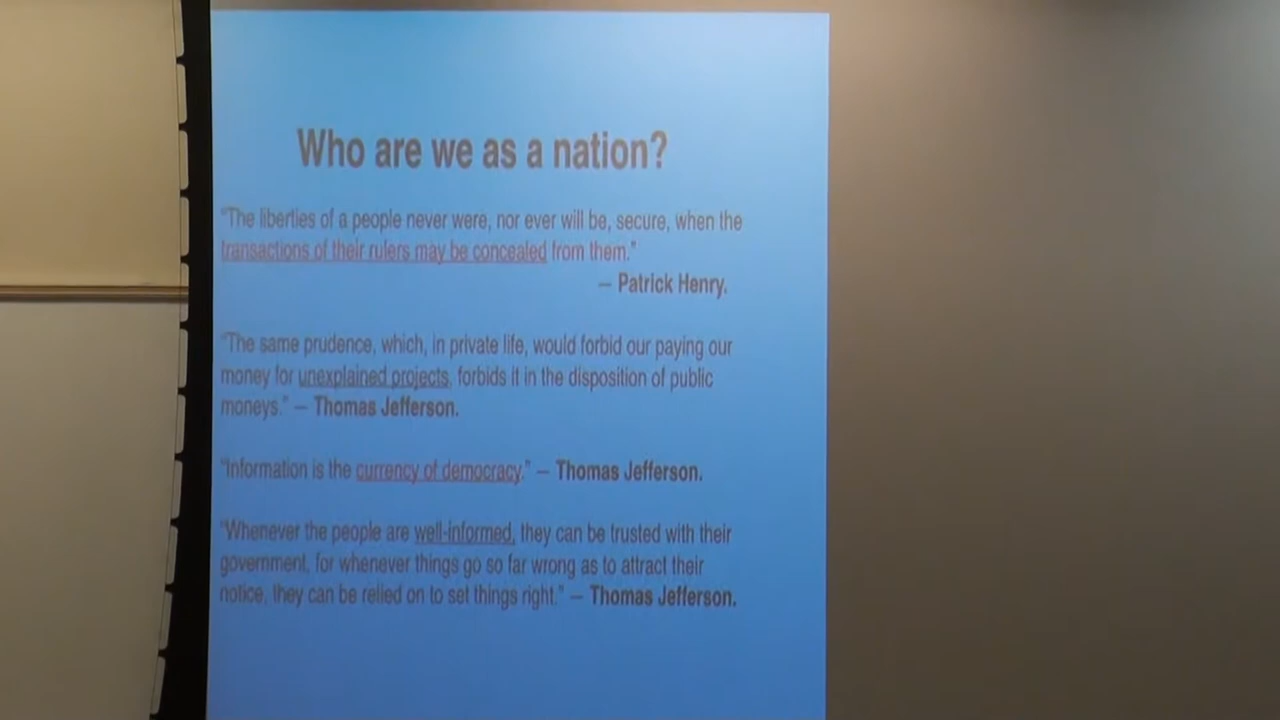 Who are we as a nation?
"The liberties of a people never were, nor ever will be, secure, when the
transactions of their rulers may be concealed from them."
– Patrick Henry.
"The same prudence, which, in private life, would forbid our paying our
money for unexplained projects, forbids it in the disposition of public
moneys." – Thomas Jefferson.
"Information is the currency of democracy." – Thomas Jefferson.
"Whenever the people are well-informed, they can be trusted with their
government, for whenever things go so far wrong as to attract their
notice, they can be relied on to set things right." – Thomas Jefferson.